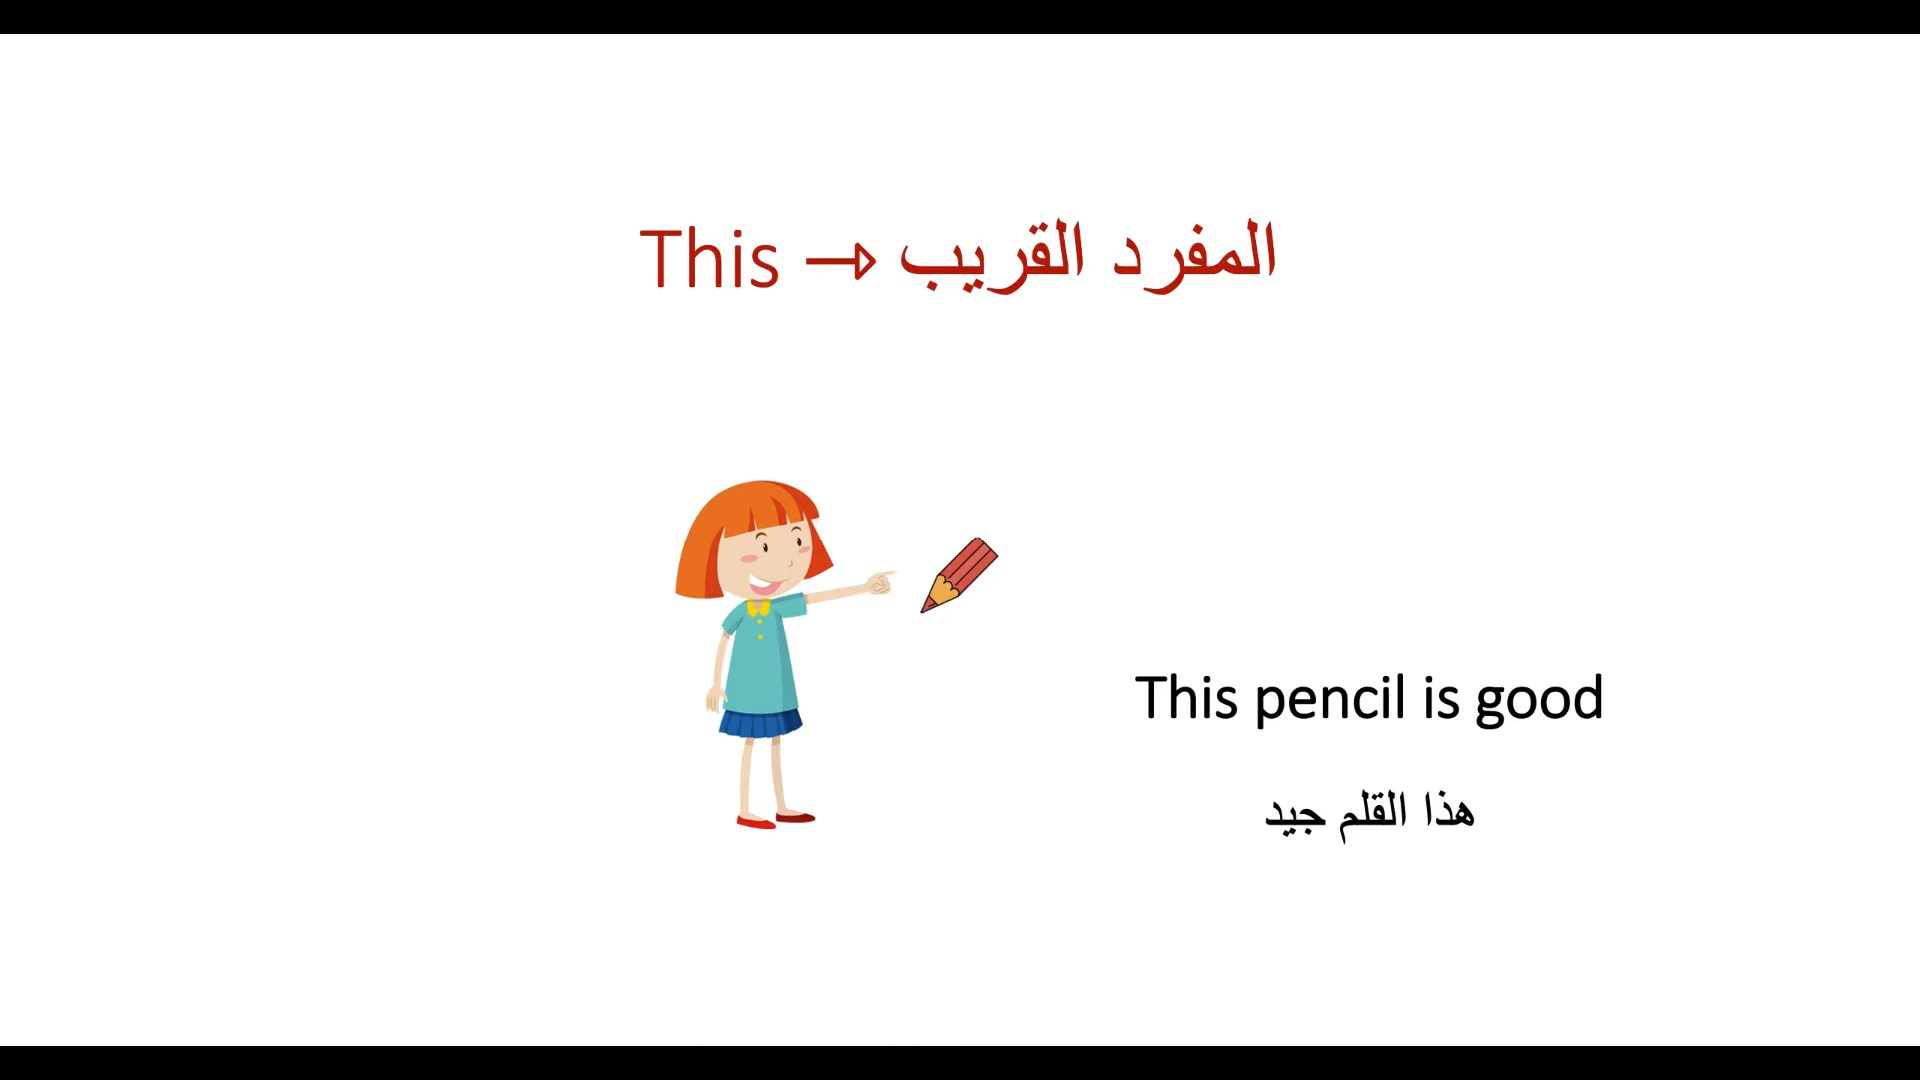 This → المفرد القريب
This pencil is good
هذا القلم جيد